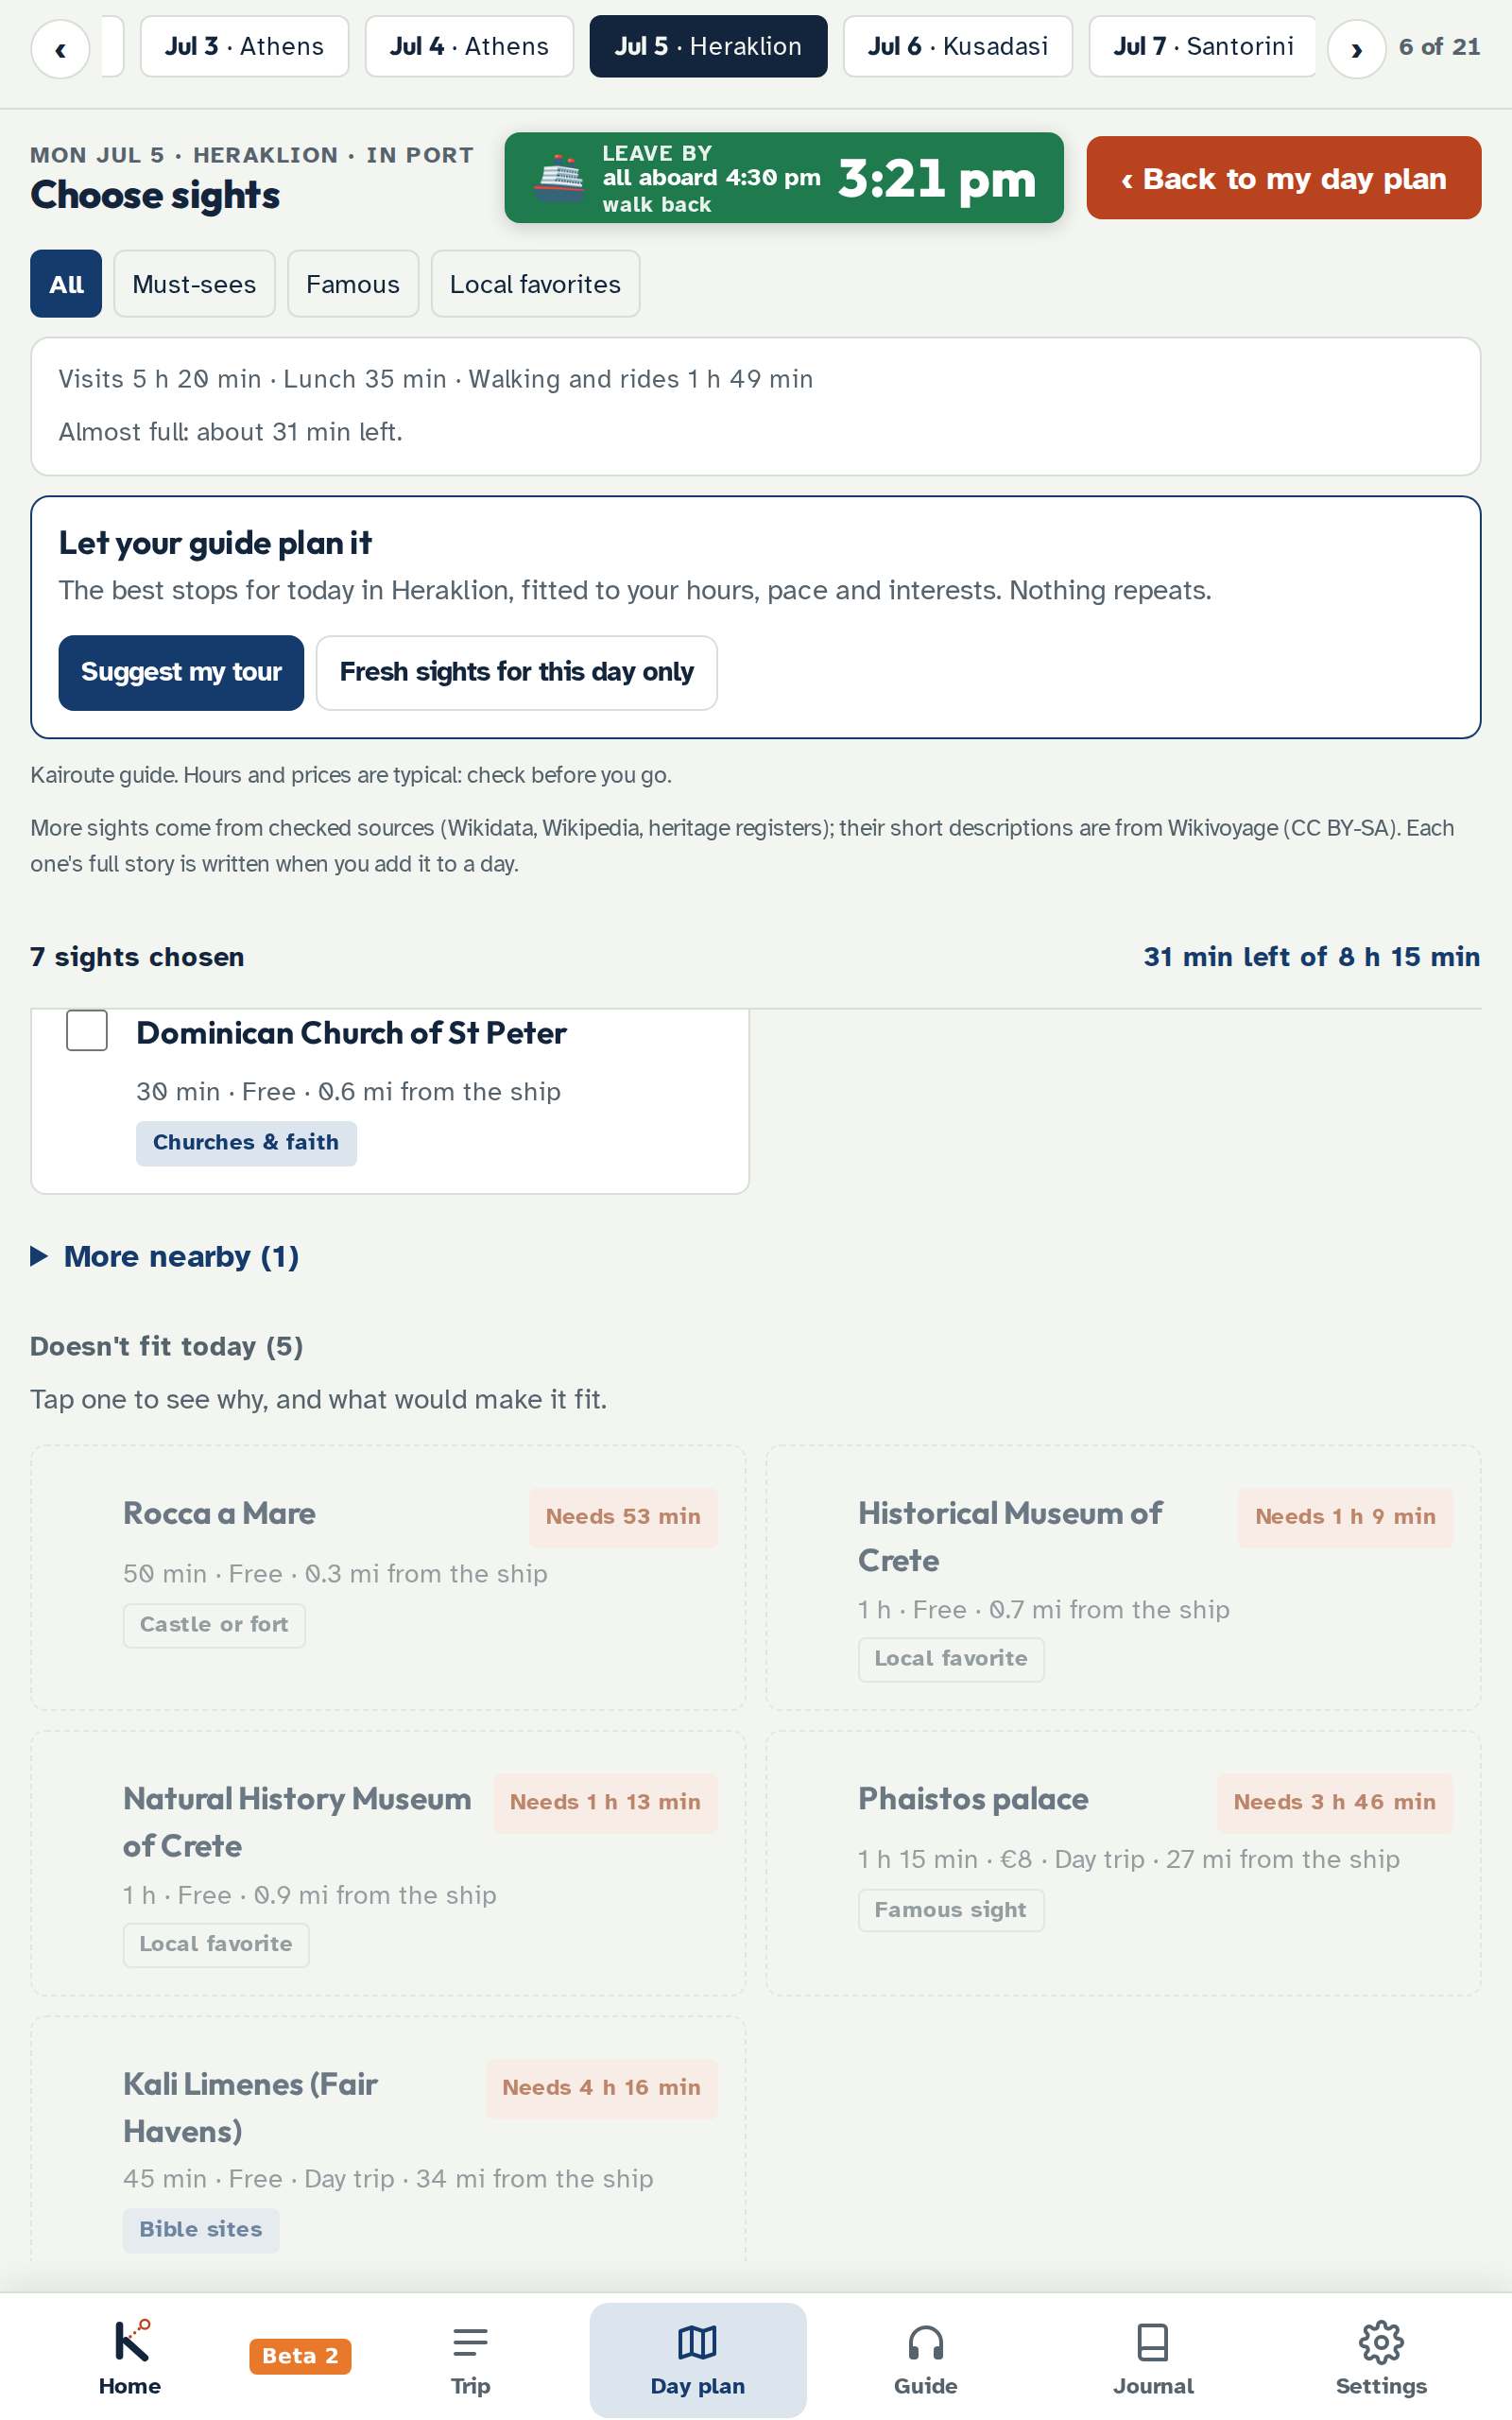 ‹
Jul 3 · Athens
Jul 4 · Athens
Jul 5 · Heraklion
Jul 6 · Kusadasi
Jul 7 · Santorini
›
6 of 21
MON JUL 5 · HERAKLION · IN PORT
Choose sights
LEAVE BY
all aboard 4:30 pm
walk back
3:21 pm
‹ Back to my day plan
All
Must-sees
Famous
Local favorites
Visits 5 h 20 min · Lunch 35 min · Walking and rides 1 h 49 min
Almost full: about 31 min left.
Let your guide plan it
The best stops for today in Heraklion, fitted to your hours, pace and interests. Nothing repeats.
Suggest my tour
Fresh sights for this day only
Kairoute guide. Hours and prices are typical: check before you go.
More sights come from checked sources (Wikidata, Wikipedia, heritage registers); their short descriptions are from Wikivoyage (CC BY-SA). Each
one's full story is written when you add it to a day.
7 sights chosen
31 min left of 8 h 15 min
Dominican Church of St Peter
30 min · Free · 0.6 mi from the ship
Churches & faith
▶ More nearby (1)
Doesn't fit today (5)
Tap one to see why, and what would make it fit.
Rocca a Mare
Needs 53 min
50 min · Free · 0.3 mi from the ship
Castle or fort
Historical Museum of
Crete
Needs 1 h 9 min
1 h · Free · 0.7 mi from the ship
Local favorite
Natural History Museum
of Crete
Needs 1 h 13 min
1 h · Free · 0.9 mi from the ship
Local favorite
Phaistos palace
Needs 3 h 46 min
1 h 15 min · €8 · Day trip · 27 mi from the ship
Famous sight
Kali Limenes (Fair
Havens)
Needs 4 h 16 min
45 min · Free · Day trip · 34 mi from the ship
Bible sites
Home
Beta 2
Trip
Day plan
Guide
Journal
Settings